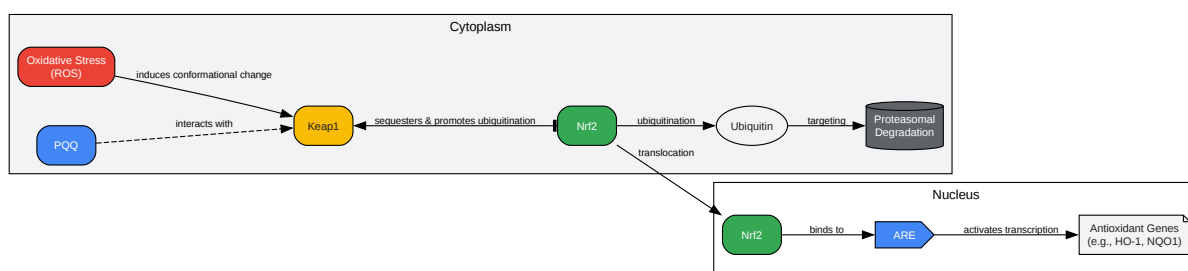 Cytoplasm
Oxidative Stress
(ROS)
induces conformational change
PQQ
interacts with
Keap1
sequesters & promotes ubiquitination
Nrf2
ubiquitination
Ubiquitin
targeting
Proteasomal
Degradation
translocation
Nucleus
Nrf2
binds to
ARE
activates transcription
Antioxidant Genes
(e.g., HO-1, NQO1)